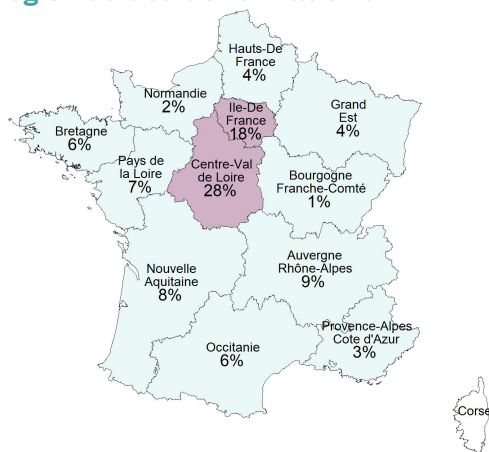 Hauts-De
France
4%
Normandie
2%
Ile-De
France
18%
Grand
Est
4%
Bretagne
6%
Pays de
la Loire
7%
Centre-Val
de Loire
28%
Bourgogne
Franche-Comté
1%
Nouvelle
Aquitaine
8%
Auvergne
Rhône-Alpes
9%
Provence-Alpes
Cote d'Azur
3%
Occitanie
6%
Corse